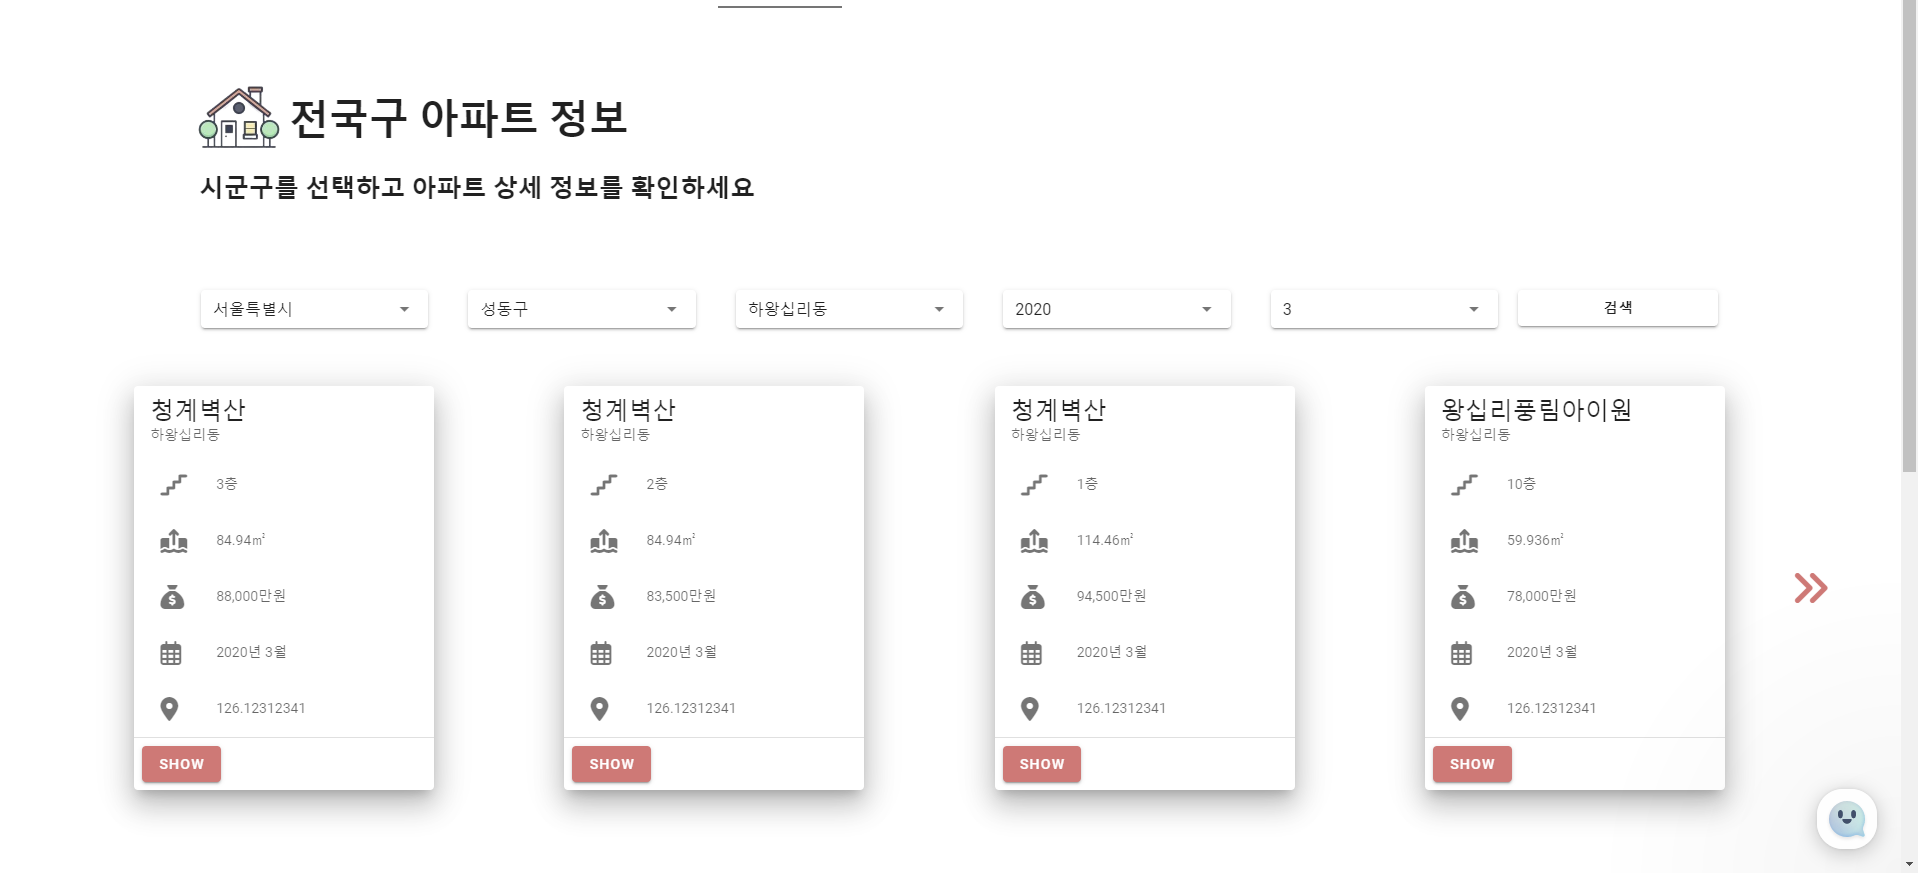 전국구 아파트 정보
시군구를 선택하고 아파트 상세 정보를 확인하세요
서울특별시 성동구 하왕십리동 2020 3 검색
청계벽산
하왕십리동
3층
84.94㎡
88,000만원
2020년 3월
126.12312341
SHOW
청계벽산
하왕십리동
2층
84.94㎡
83,500만원
2020년 3월
126.12312341
SHOW
청계벽산
하왕십리동
1층
114.46㎡
94,500만원
2020년 3월
126.12312341
SHOW
왕십리풍림아이원
하왕십리동
10층
59.936㎡
78,000만원
2020년 3월
126.12312341
SHOW